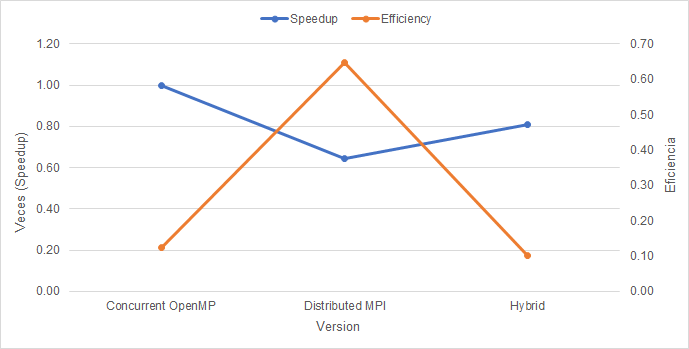 Speedup Efficiency
1.20 0.70
1.00 0.60
0.80 0.50
0.60 0.40
0.40 0.30
0.20 0.20
0.00 0.10
0.00
Veces (Speedup)
Eficiencia
Concurrent OpenMP Distributed MPI Hybrid
Version